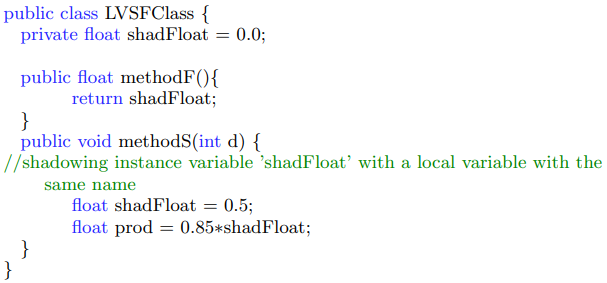 public class LVSFClass {
private float shadFloat = 0.0;
public float methodF(){
return shadFloat;
}
public void methodS(int d) {
//shadowing instance variable 'shadFloat' with a local variable with the
same name
float shadFloat = 0.5;
float prod = 0.85*shadFloat;
}
}